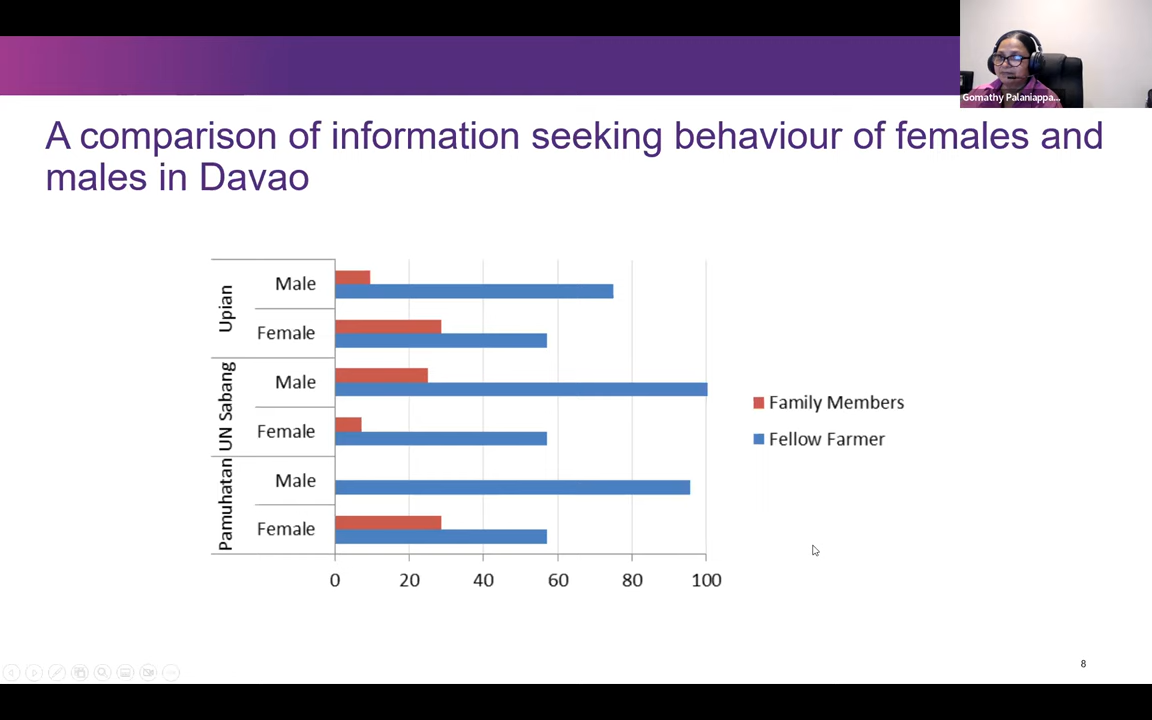 Gomathy Palaniappa...
A comparison of information seeking behaviour of females and
males in Davao
Upian
Male
Female
UN Sabang
Male
Female
Pamuhatan
Male
Female
Family Members
Fellow Farmer
0 20 40 60 80 100
8